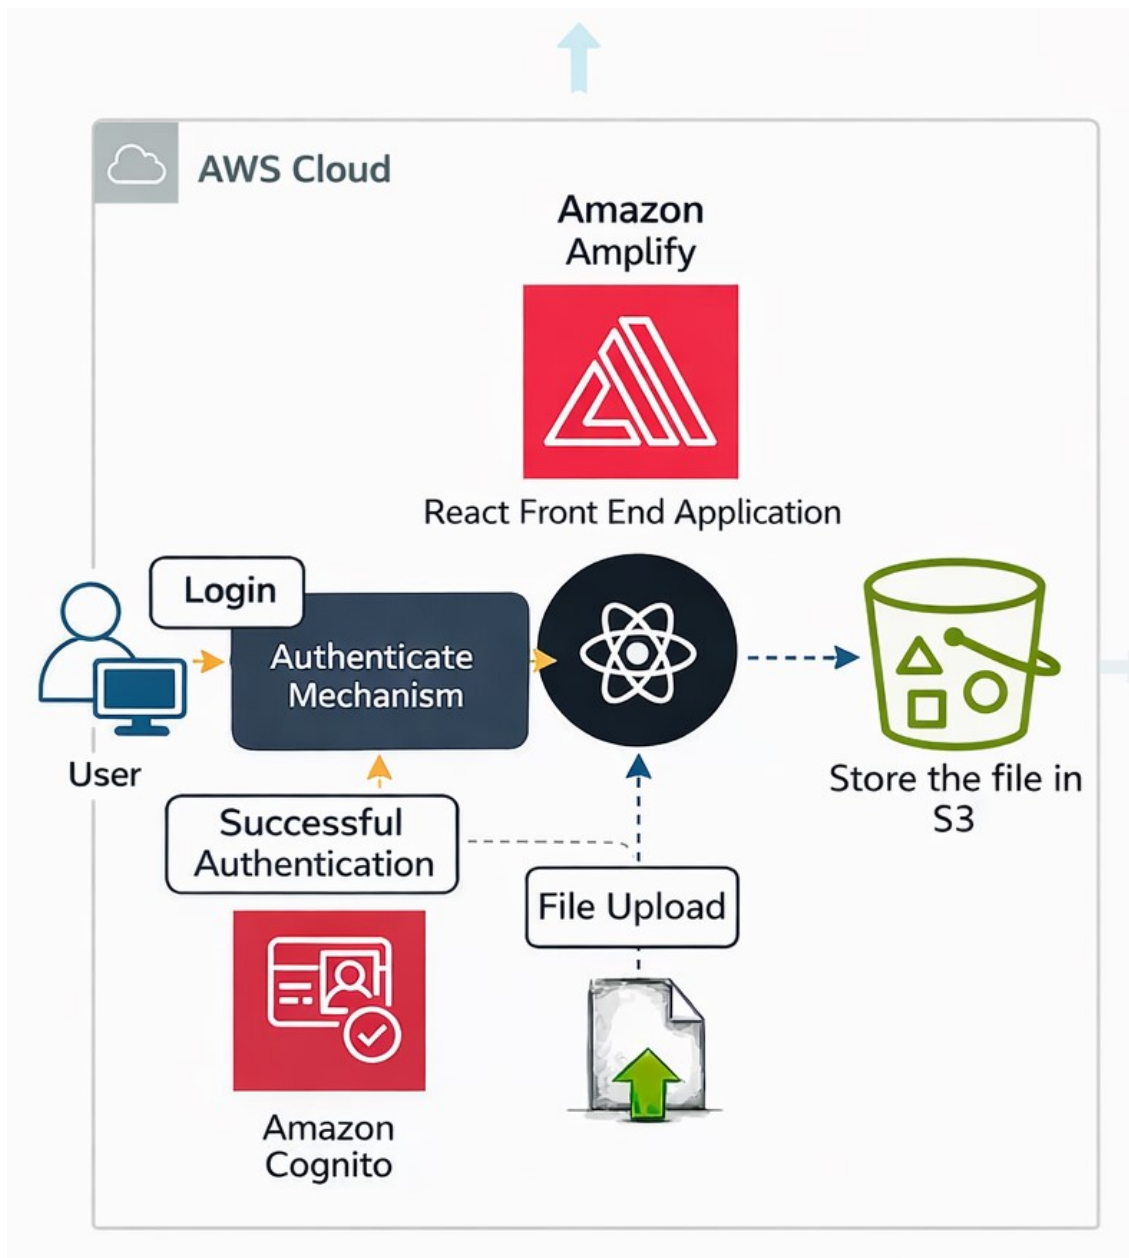 AWS Cloud
Amazon
Amplify
React Front End Application
Login
Authenticate
Mechanism
User
Store the file in
S3
Successful
Authentication
File Upload
Amazon
Cognito